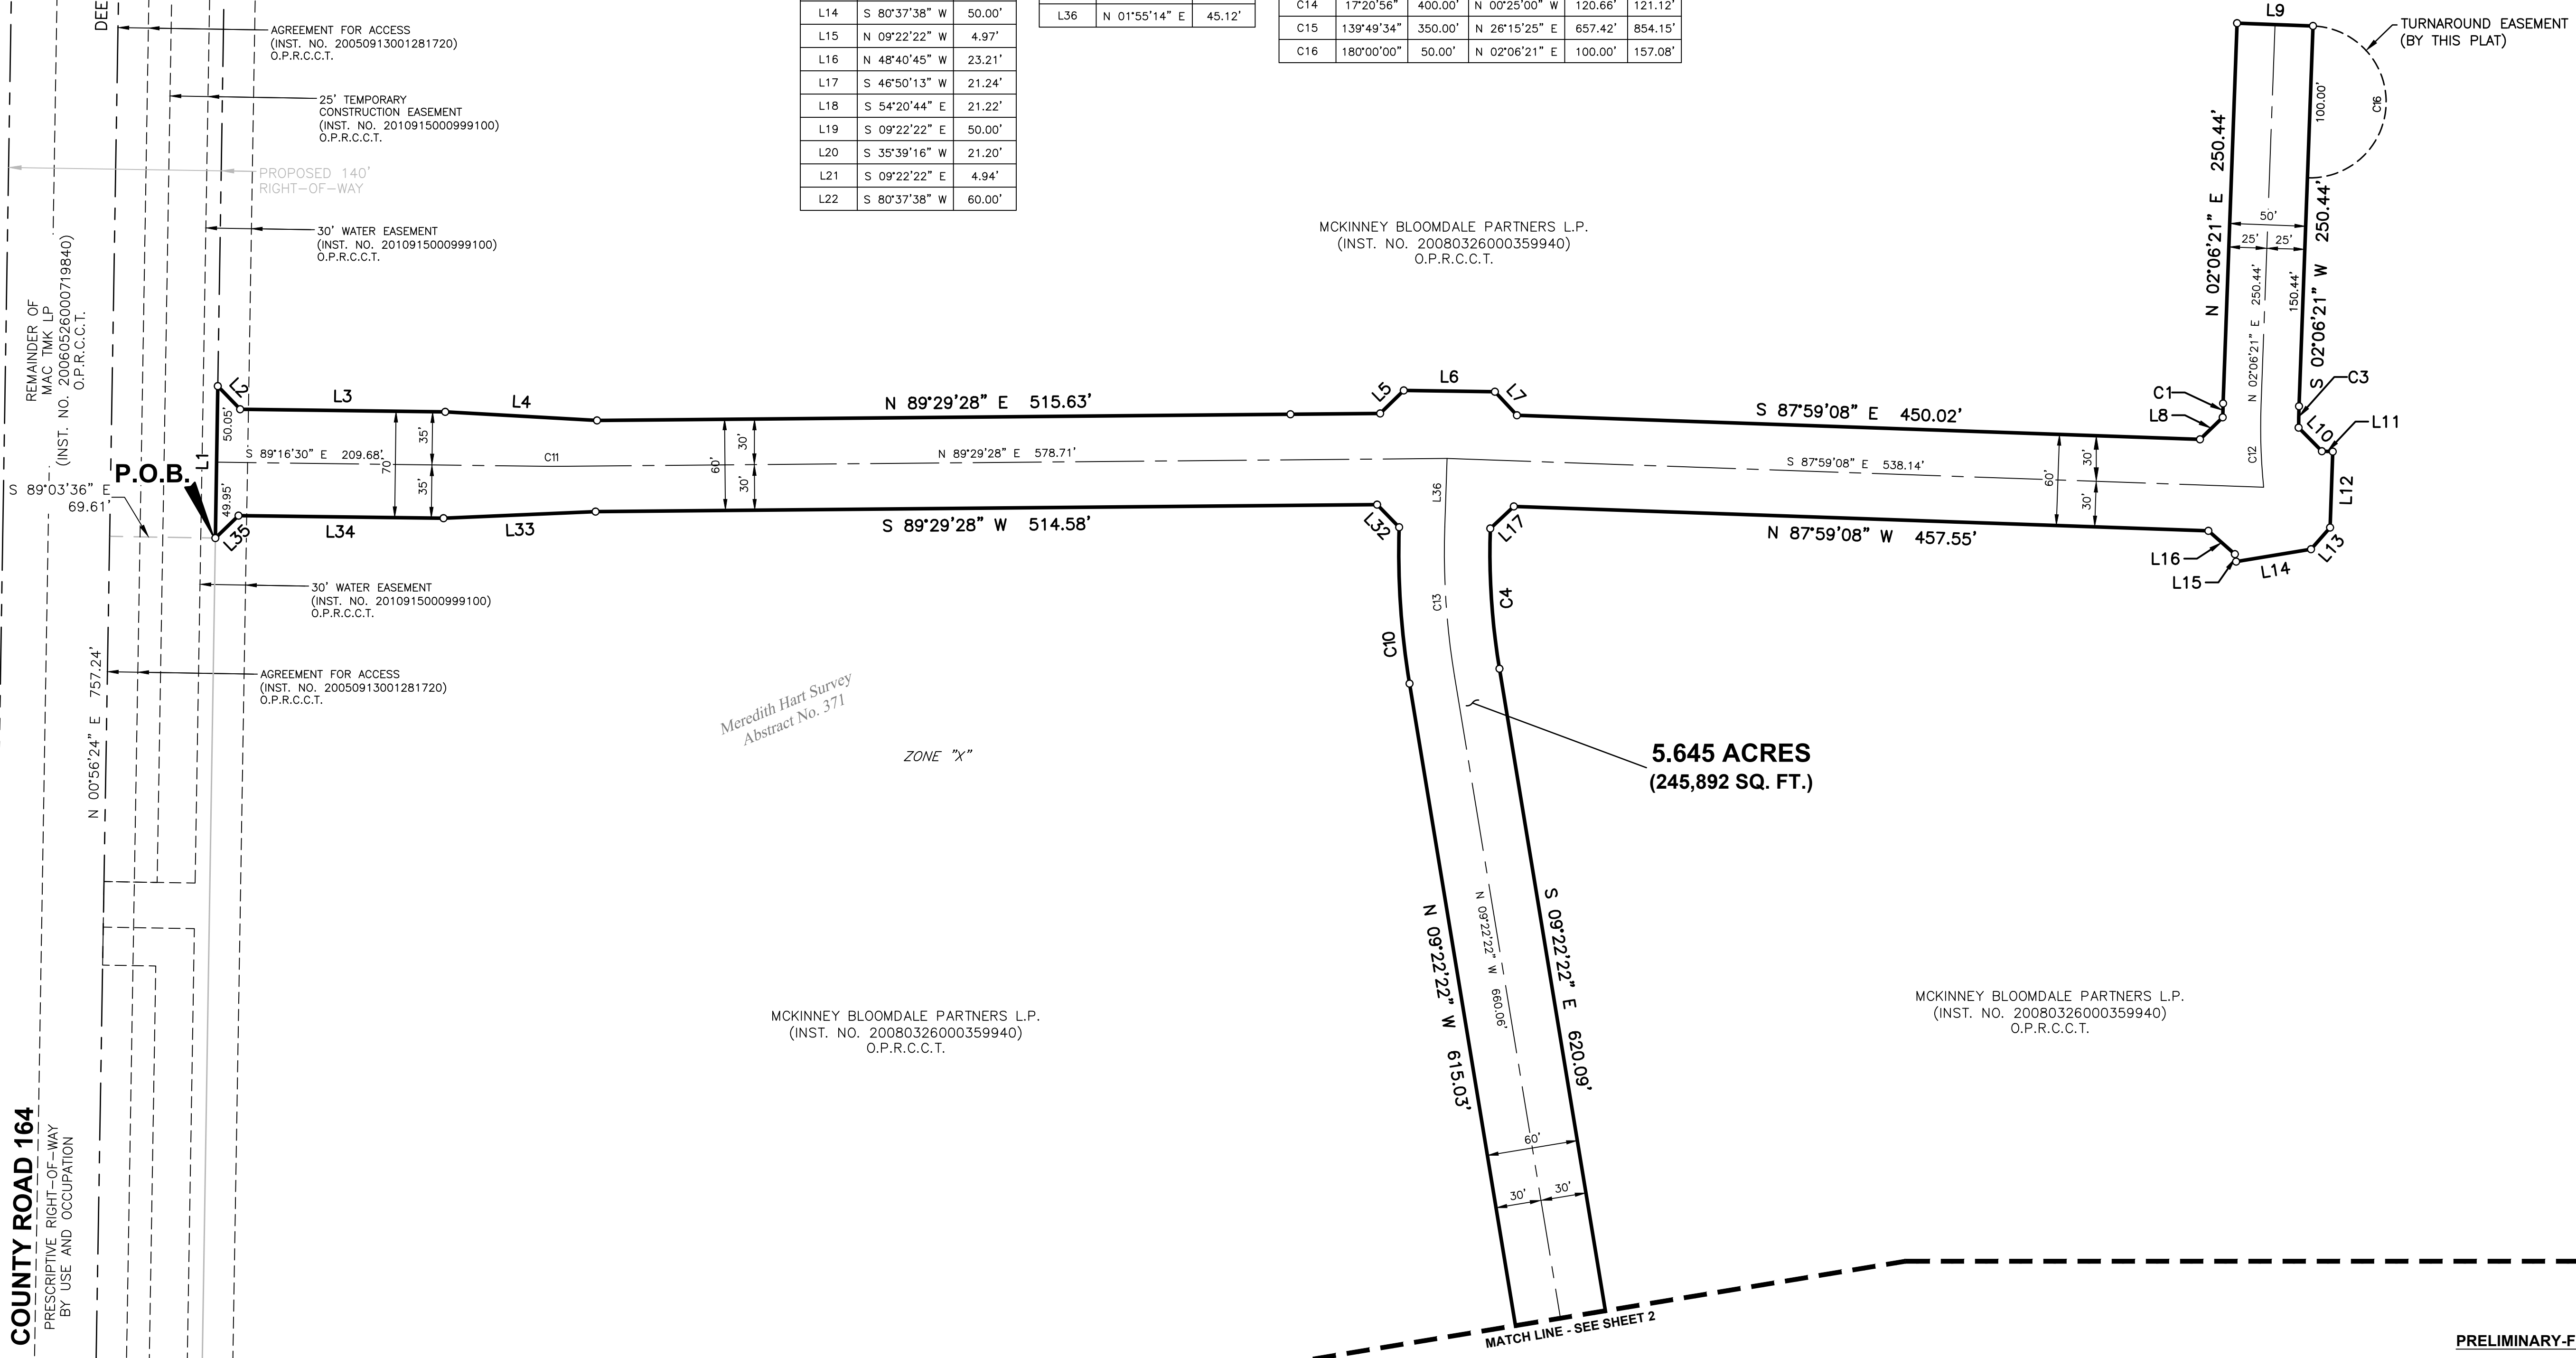 DEE
AGREEMENT FOR ACCESS
(INST. NO. 20050913001281720)
O.P.R.C.C.T.
25' TEMPORARY
CONSTRUCTION EASEMENT
(INST. NO. 2010915000999100)
O.P.R.C.C.T.
PROPOSED 140'
RIGHT-OF-WAY
30' WATER EASEMENT
(INST. NO. 2010915000999100)
O.P.R.C.C.T.
REMAINDER OF
MAC TMK LP
(INST. NO. 20060526000719840)
O.P.R.C.C.T.
L14 S 80°37'38" W 50.00'
L15 N 09°22'22" W 4.97'
L16 N 48°40'45" W 23.21'
L17 S 46°50'13" W 21.24'
L18 S 54°20'44" E 21.22'
L19 S 09°22'22" E 50.00'
L20 S 35°39'16" W 21.20'
L21 S 09°22'22" E 4.94'
L22 S 80°37'38" W 60.00'
L36 N 01°55'14" E 45.12'
C14 17°20'56" 400.00' N 00°25'00" W 120.66' 121.12'
C15 139°49'34" 350.00' N 26°15'25" E 657.42' 854.15'
C16 180°00'00" 50.00' N 02°06'21" E 100.00' 157.08'
MCKINNEY BLOOMDALE PARTNERS L.P.
(INST. NO. 20080326000359940)
O.P.R.C.C.T.
L9
TURNAROUND EASEMENT
(BY THIS PLAT)
100.00'
C16
N 02°06'21" E 250.44'
50'
25' 25'
S 02°06'21" W 250.44'
150.44'
N 02°06'21" E 250.44'
C12
C1
C3
L8
L10
L11
L12
L13
L14
L15
L16
L1
L2
50.05'
49.95'
L3
L4
N 89°29'28" E 515.63'
L5
L6
L7
S 87°59'08" E 450.02'
S 89°16'30" E 209.68'
70'
35'
35'
C11
60'
30'
30'
N 89°29'28" E 578.71'
S 87°59'08" E 538.14'
60'
30'
30'
P.O.B.
S 89°03'36" E
69.61'
L35
L34
L33
S 89°29'28" W 514.58'
L32
L36
L17
N 87°59'08" W 457.55'
30' WATER EASEMENT
(INST. NO. 2010915000999100)
O.P.R.C.C.T.
C10
C13
C4
N 00°56'24" E 757.24'
AGREEMENT FOR ACCESS
(INST. NO. 20050913001281720)
O.P.R.C.C.T.
Meredith Hart Survey
Abstract No. 371
ZONE "X"
5.645 ACRES
(245,892 SQ. FT.)
N 09°22'22" W 615.03'
N 09°22'22" W 660.06'
S 09°22'22" E 620.09'
MCKINNEY BLOOMDALE PARTNERS L.P.
(INST. NO. 20080326000359940)
O.P.R.C.C.T.
MCKINNEY BLOOMDALE PARTNERS L.P.
(INST. NO. 20080326000359940)
O.P.R.C.C.T.
60'
30' 30'
COUNTY ROAD 164
PRESCRIPTIVE RIGHT-OF-WAY
BY USE AND OCCUPATION
MATCH LINE - SEE SHEET 2
PRELIMINARY-F